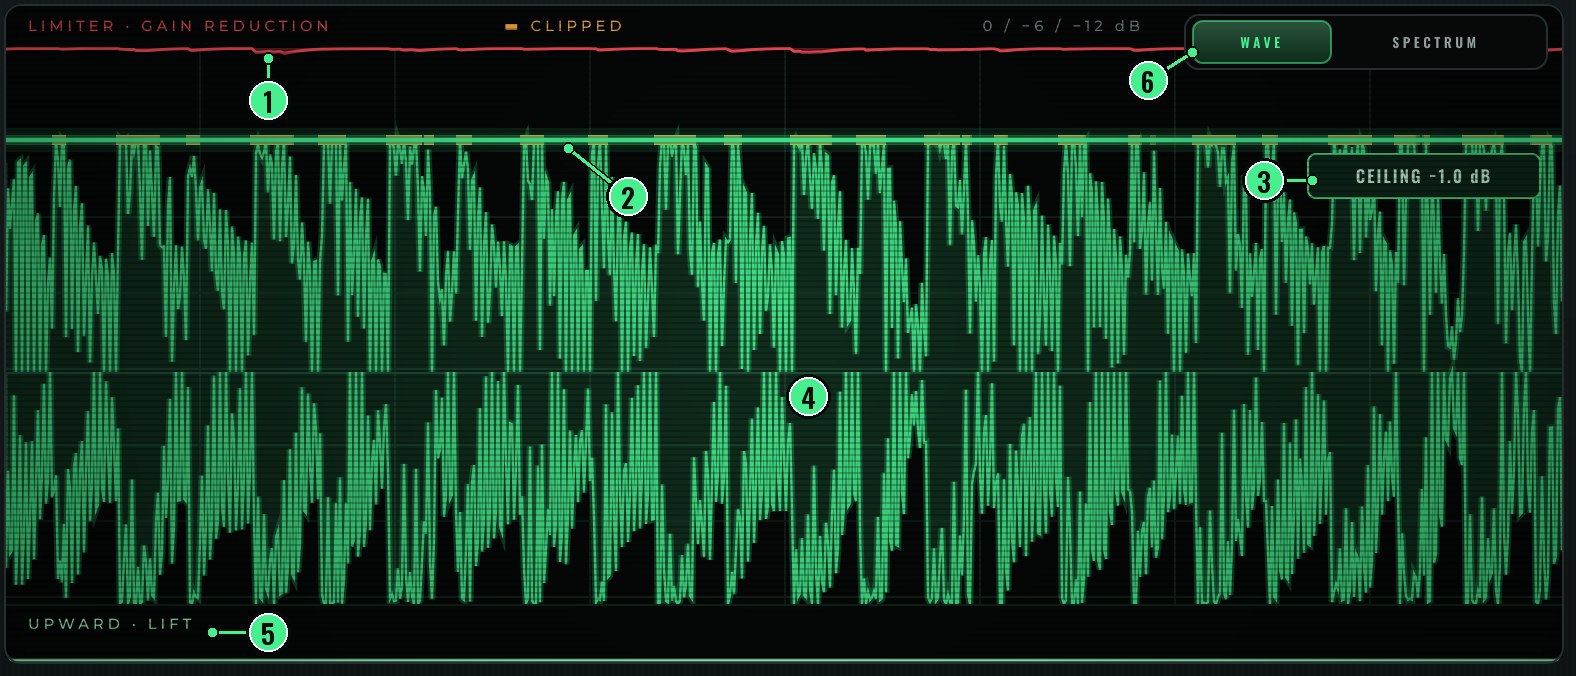 LIMITER · GAIN REDUCTION
CLIPPED
0 / −6 / −12 dB
WAVE
SPECTRUM
6
1
2
3
CEILING −1.0 dB
4
UPWARD · LIFT
5